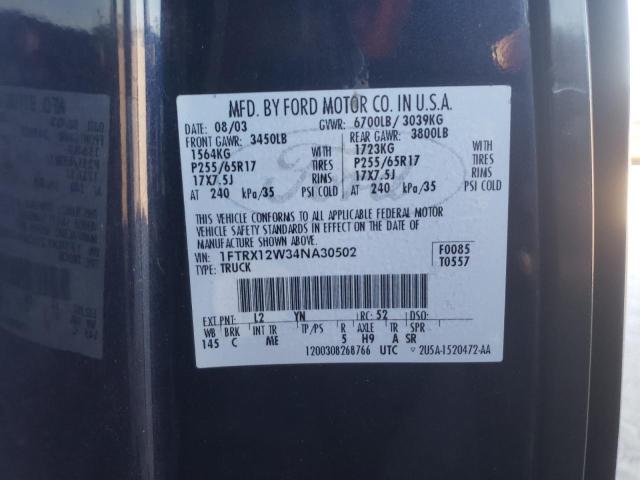 MFD. BY FORD MOTOR CO. IN U.S.A.
DATE: 08/03 GVWR: 6700LB/ 3039KG
FRONT GAWR: 3450LB REAR GAWR: 3800LB
1564KG WITH 1723KG WITH
P255/65R17 TIRES P255/65R17 TIRES
17X7.5J RIMS 17X7.5J RIMS
AT 240 kPa/35 PSI COLD AT 240 kPa/35 PSI COLD
THIS VEHICLE CONFORMS TO ALL APPLICABLE FEDERAL MOTOR
VEHICLE SAFETY STANDARDS IN EFFECT ON THE DATE OF
MANUFACTURE SHOWN ABOVE.
VIN: 1FTRX12W34NA30502 F0085
TYPE: TRUCK T0557
EXT PNT: L2 YN RC: 52 DSO:
WB BRK INT TR TP/PS R AXLE TR SPR
145 C ME 5 H9 A SR
1200308268766 UTC 2U5A-1520472-AA
Ford